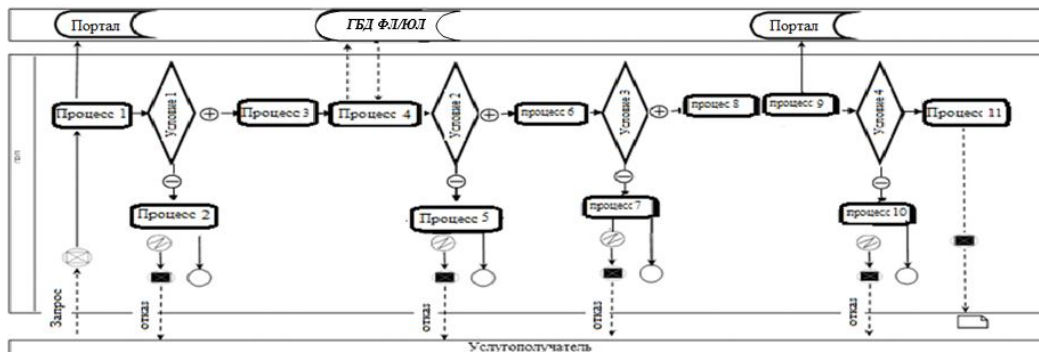 Портал
ГБД ФЛ/ЮЛ
Портал
Процесс 1
Условие 1
Процесс 3
Процесс 4
Условие 2
процесс 6
Условие 3
процес 8
процесс 9
Условие 4
Процесс 11
Процесс 2
Процесс 5
процесс 7
процесс 10
Запрос
отказ
отказ
отказ
отказ
Услугополучатель